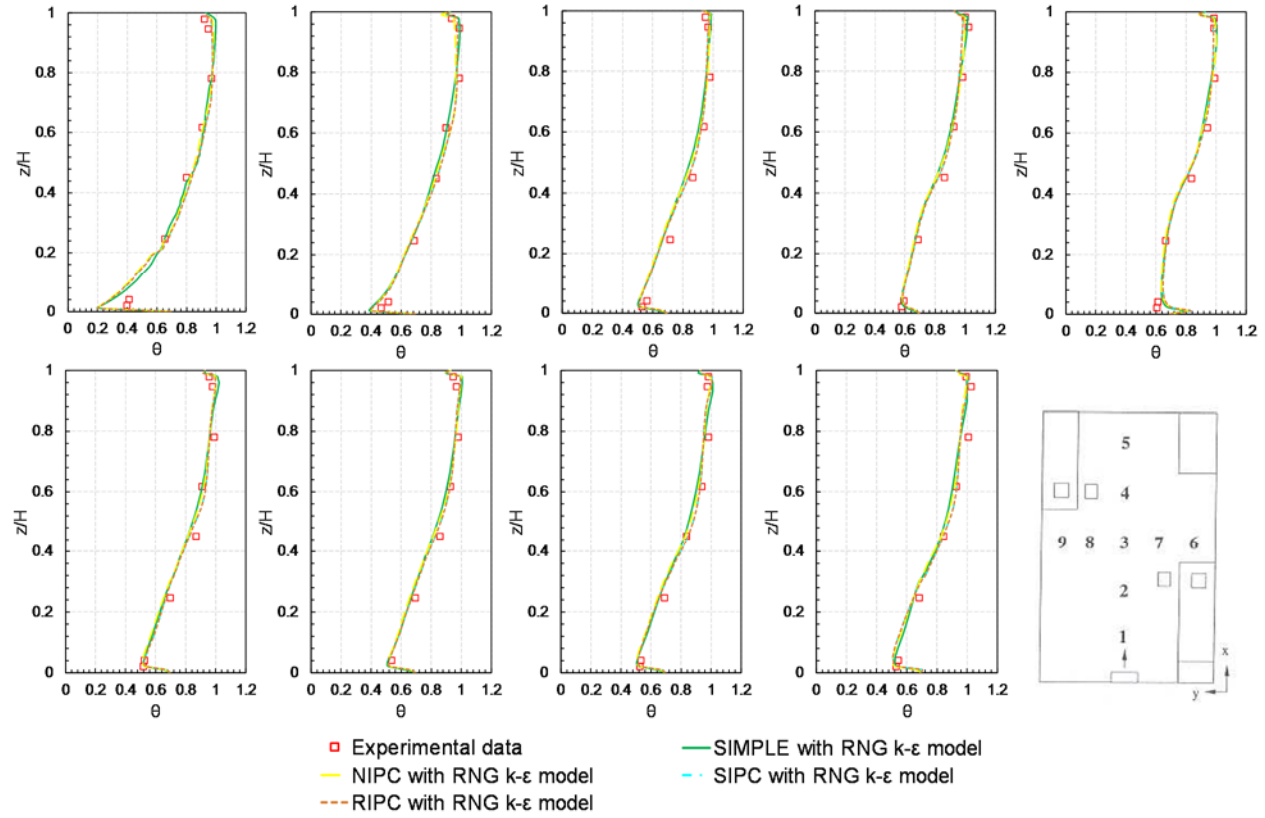 1
0.8
0.6
0.4
0.2
0
z/H
0 0.2 0.4 0.6 0.8 1 1.2
θ
1
0.8
0.6
0.4
0.2
0
z/H
0 0.2 0.4 0.6 0.8 1 1.2
θ
1
0.8
0.6
0.4
0.2
0
z/H
0 0.2 0.4 0.6 0.8 1 1.2
θ
1
0.8
0.6
0.4
0.2
0
z/H
0 0.2 0.4 0.6 0.8 1 1.2
θ
1
0.8
0.6
0.4
0.2
0
z/H
0 0.2 0.4 0.6 0.8 1 1.2
θ
1
0.8
0.6
0.4
0.2
0
z/H
0 0.2 0.4 0.6 0.8 1 1.2
θ
1
0.8
0.6
0.4
0.2
0
z/H
0 0.2 0.4 0.6 0.8 1 1.2
θ
1
0.8
0.6
0.4
0.2
0
z/H
0 0.2 0.4 0.6 0.8 1 1.2
θ
1
0.8
0.6
0.4
0.2
0
z/H
0 0.2 0.4 0.6 0.8 1 1.2
θ
5
4
9 8 3 7 6
2
1
x
y
Experimental data
SIMPLE with RNG k-ε model
NIPC with RNG k-ε model
SIPC with RNG k-ε model
RIPC with RNG k-ε model